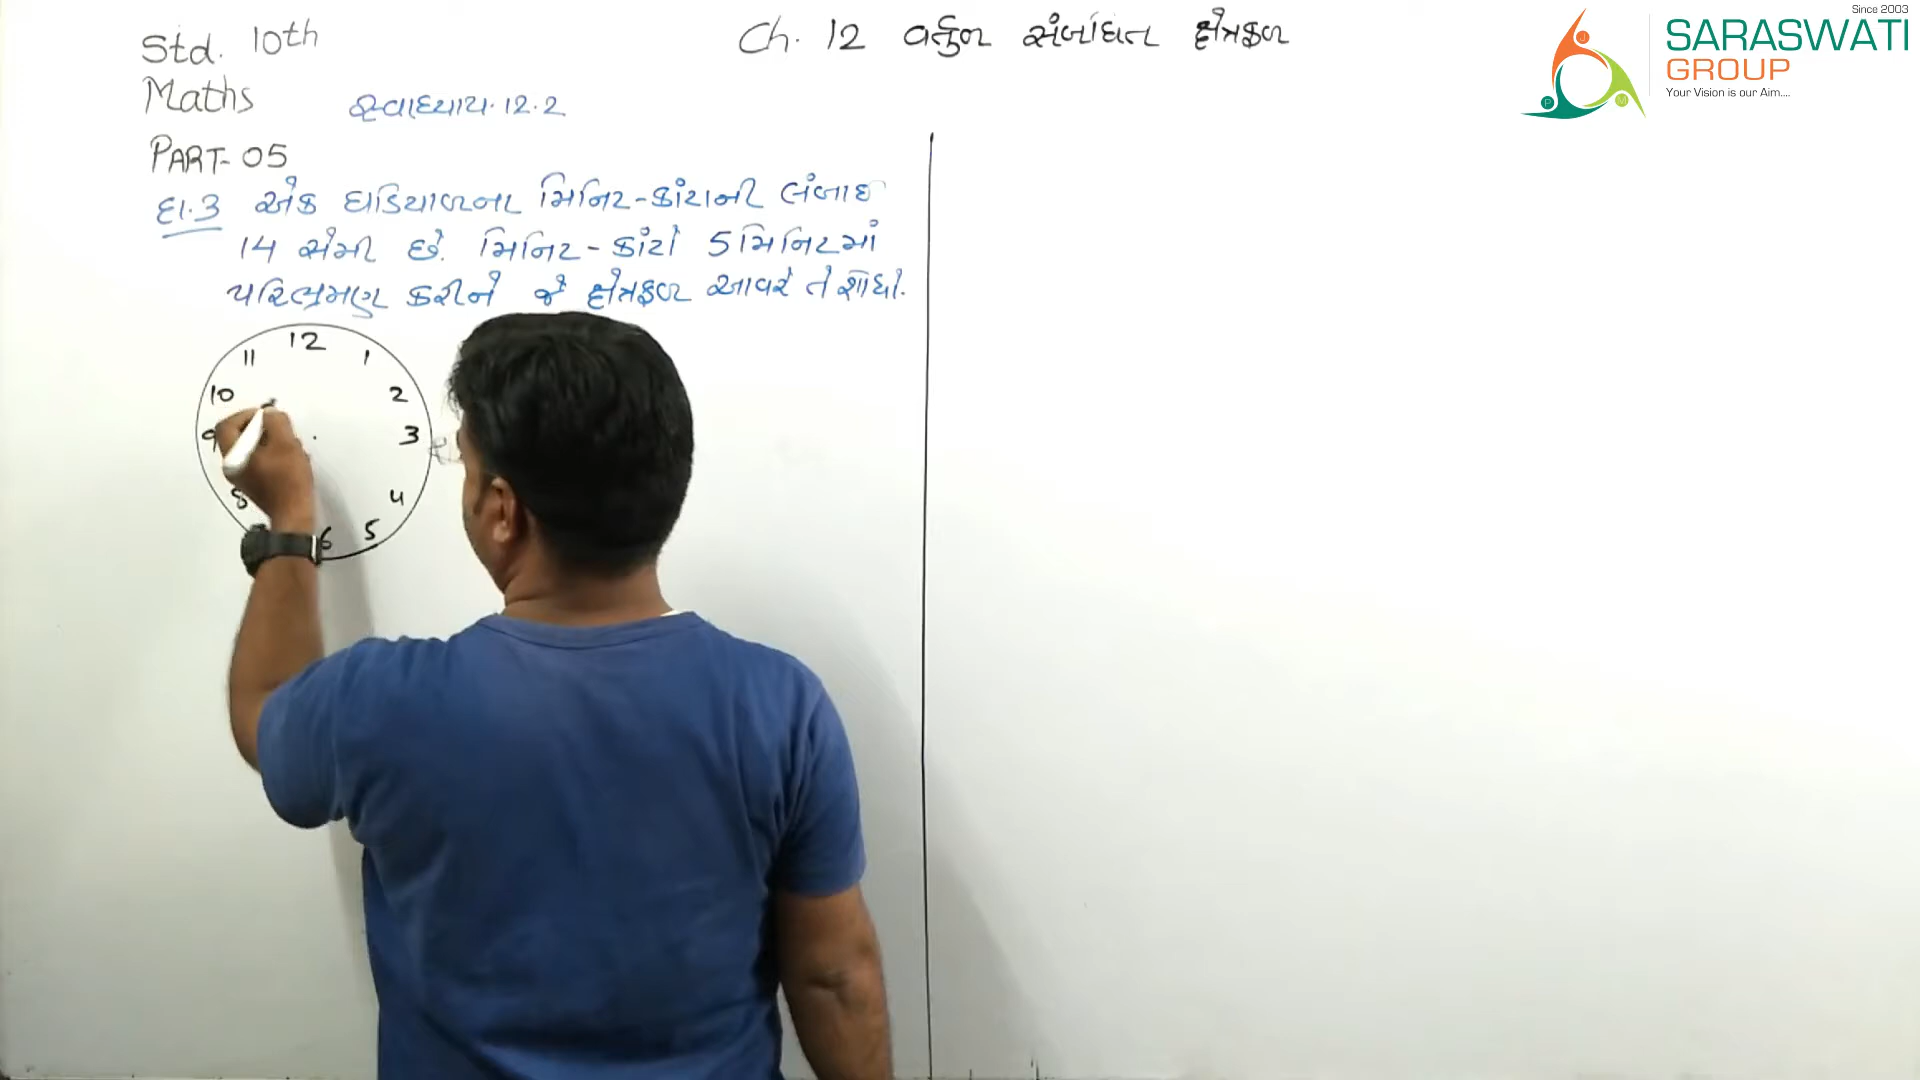 Std. 10th
Maths
PART-05
Ch. 12 વર્તુળ સંબંધિત ક્ષેત્રફળ
સ્વાધ્યાય. 12.2
દા.3 એક ઘડિયાળના મિનિટ-કાંટાની લંબાઈ
14 સેમી છે. મિનિટ-કાંટો 5 મિનિટમાં
પરિભ્રમણ કરીને જે ક્ષેત્રફળ આવરે તે શોધો.
12
11 1
10 2
9 3
8 4
6 5
Since 2003
SARASWATI
GROUP
Your Vision is our Aim....
P J M